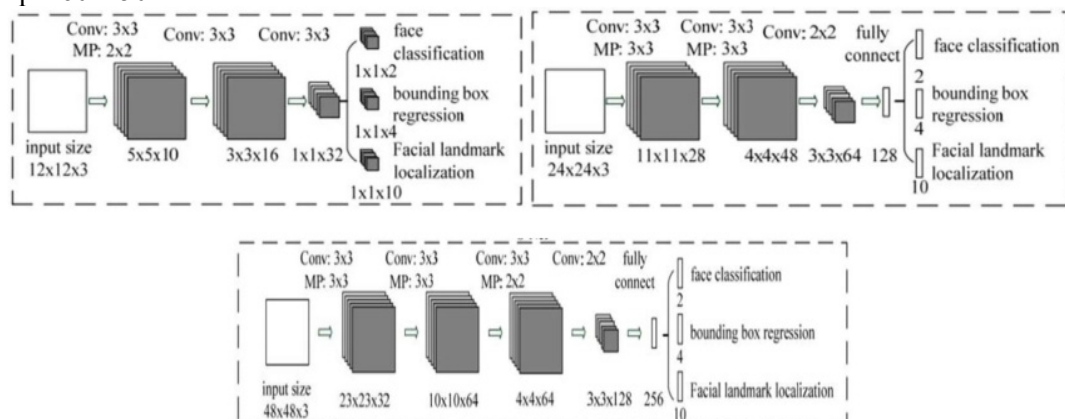 Conv: 3x3 Conv: 3x3 Conv: 3x3
MP: 2x2
face
classification
1x1x2
bounding box
regression
1x1x4
Facial landmark
localization
1x1x10
input size
12x12x3
5x5x10
3x3x16
1x1x32
Conv: 3x3 Conv: 3x3 Conv: 2x2 fully
MP: 3x3 MP: 3x3 connect
face classification
2
bounding box
regression
4
Facial landmark
localization
10
input size
24x24x3
11x11x28
4x4x48
3x3x64
128
Conv: 3x3 Conv: 3x3 Conv: 3x3 Conv: 2x2 fully
MP: 3x3 MP: 3x3 MP: 2x2 connect
face classification
2
bounding box regression
4
Facial landmark localization
10
input size
48x48x3
23x23x32
10x10x64
4x4x64
3x3x128
256